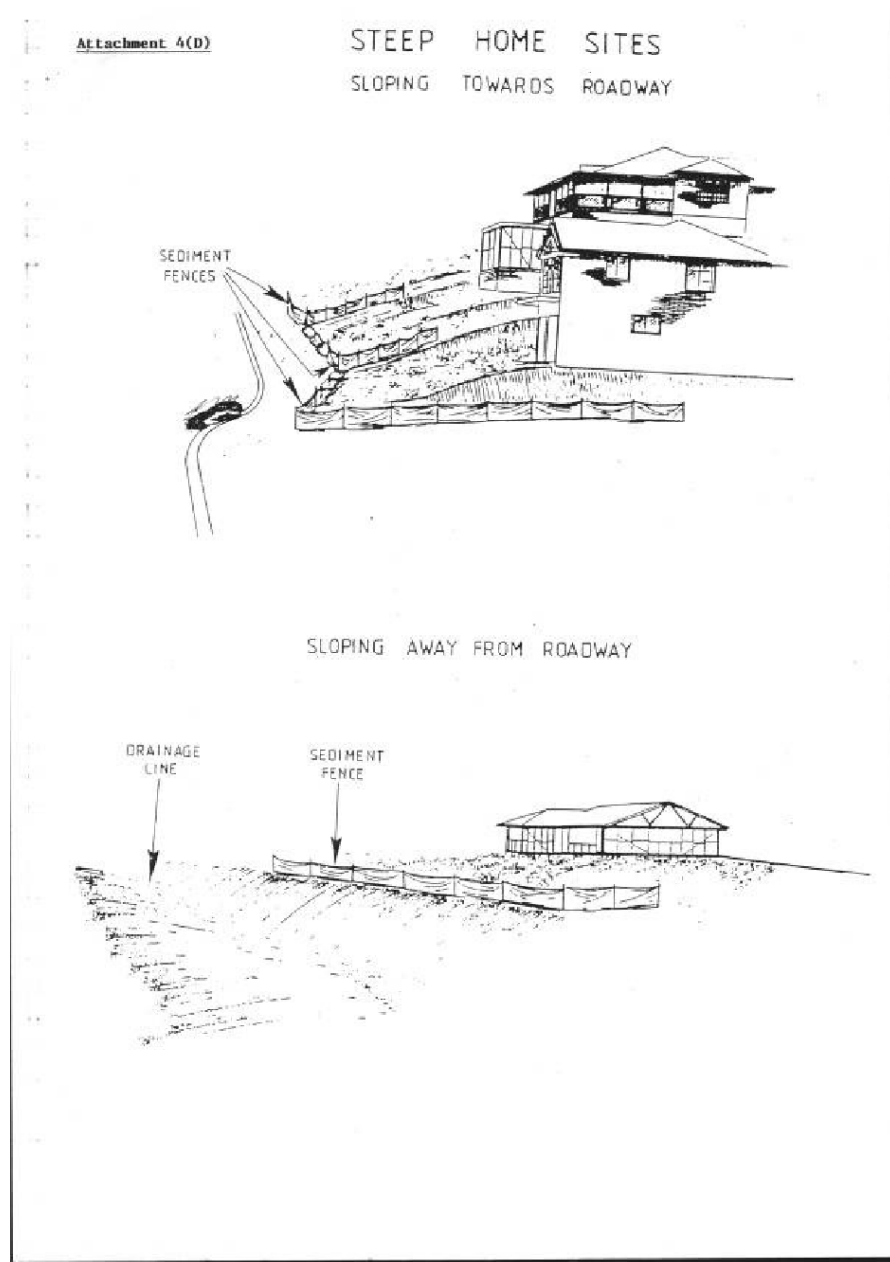 Attachment 4(D)
STEEP HOME SITES
SLOPING TOWARDS ROADWAY
SEDIMENT
FENCES
SLOPING AWAY FROM ROADWAY
DRAINAGE
LINE
SEDIMENT
FENCE